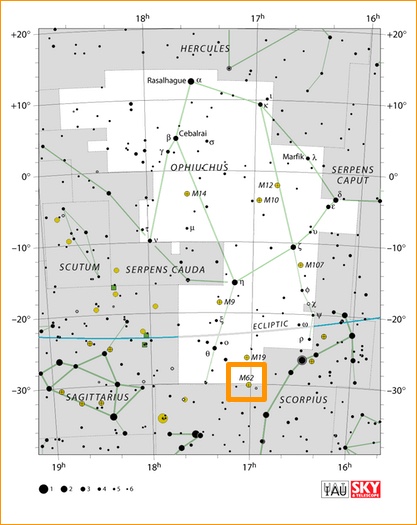 18h 17h 16h
+20° +20°
HERCULES
Rasalhague α
+10° κ ι +10°
β Cebalrai
γ σ
Marfik λ
OPHIUCHUS
SERPENS
CAPUT
0° 0°
M12
M14
M10
δ
ε
τ
μ
υ
ν
−10° ζ −10°
SCUTUM
SERPENS CAUDA
M107
η
φ
M9
χ
ξ
ψ
−20° ECLIPTIC ω −20°
ο ρ
θ
M19
M62
−30° −30°
SAGITTARIUS
SCORPIUS
19h 18h 17h 16h
1 2 3 4 5 6
IAU SKY
& TELESCOPE